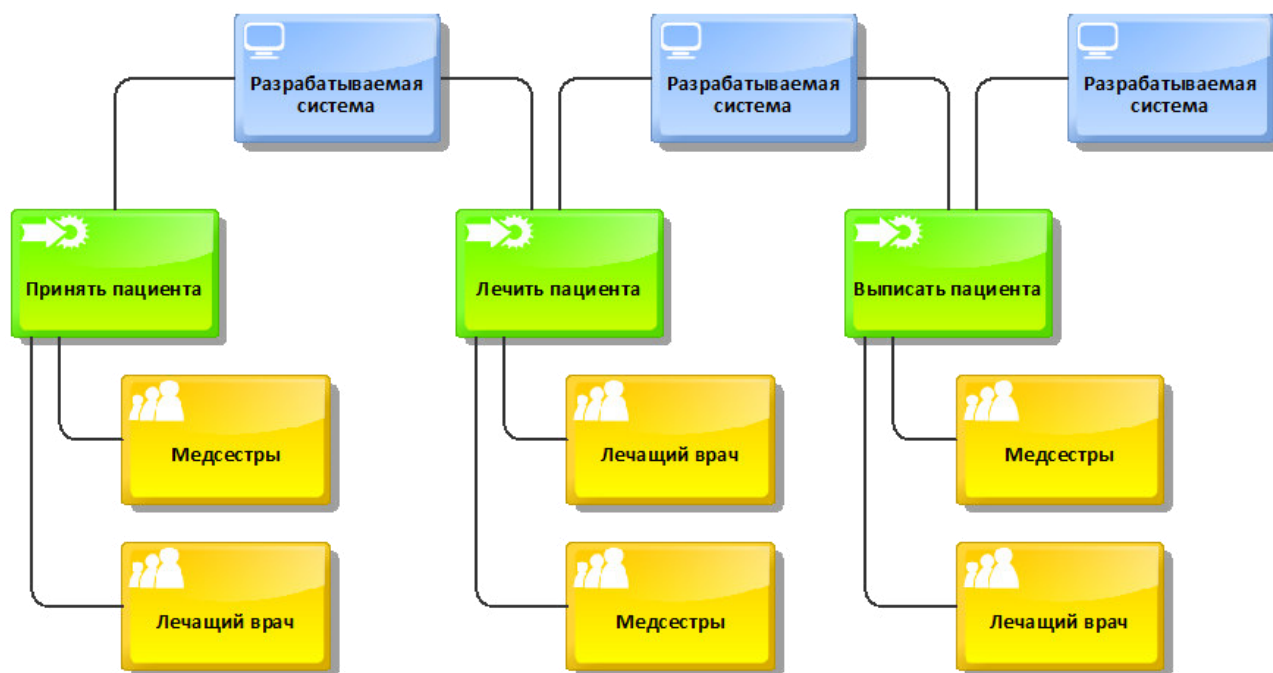 Разрабатываемая
система
Разрабатываемая
система
Разрабатываемая
система
Принять пациента
Лечить пациента
Выписать пациента
Медсестры
Лечащий врач
Медсестры
Лечащий врач
Медсестры
Лечащий врач